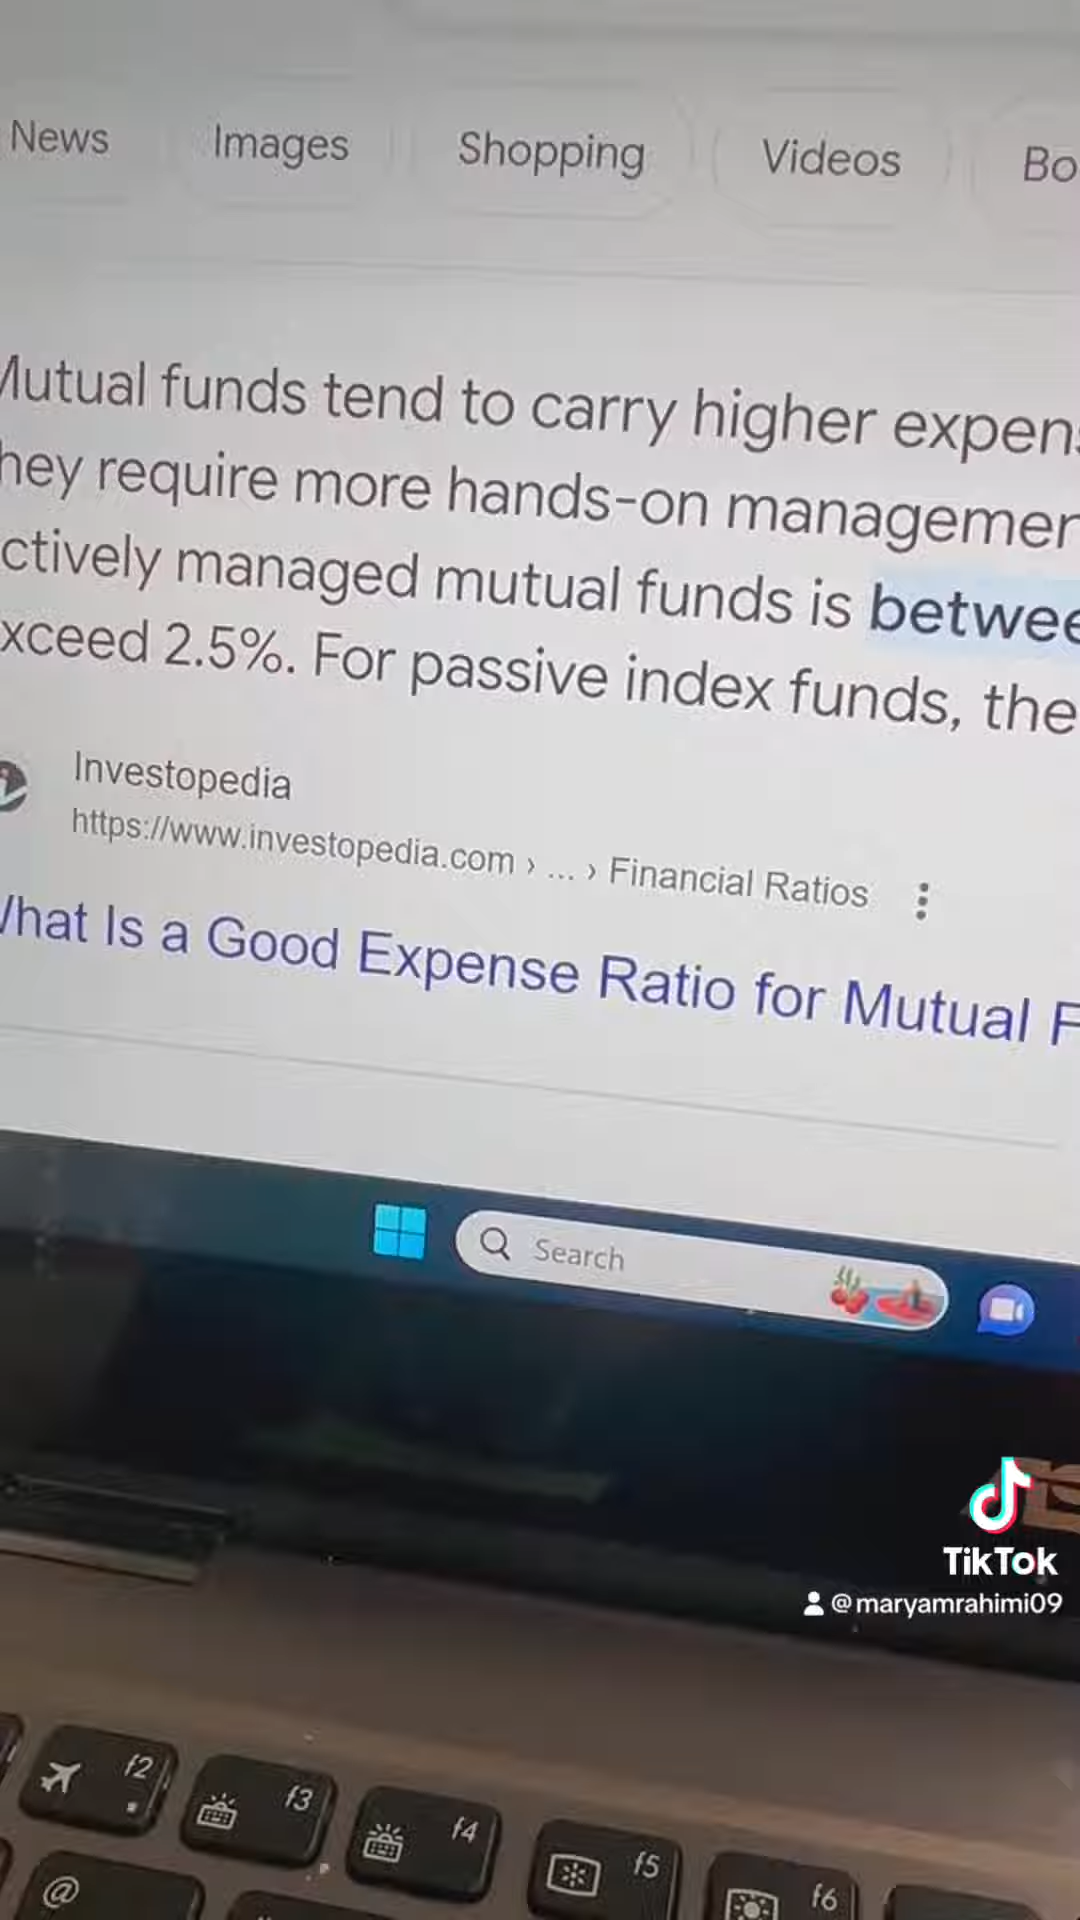 News Images Shopping Videos Bo
Mutual funds tend to carry higher expens
hey require more hands-on managemen
ctively managed mutual funds is betwee
xceed 2.5%. For passive index funds, the
Investopedia
https://www.investopedia.com › ... › Financial Ratios
What Is a Good Expense Ratio for Mutual F
Search
TikTok
@maryamrahimi09
f2
f3
f4
f5
f6
@